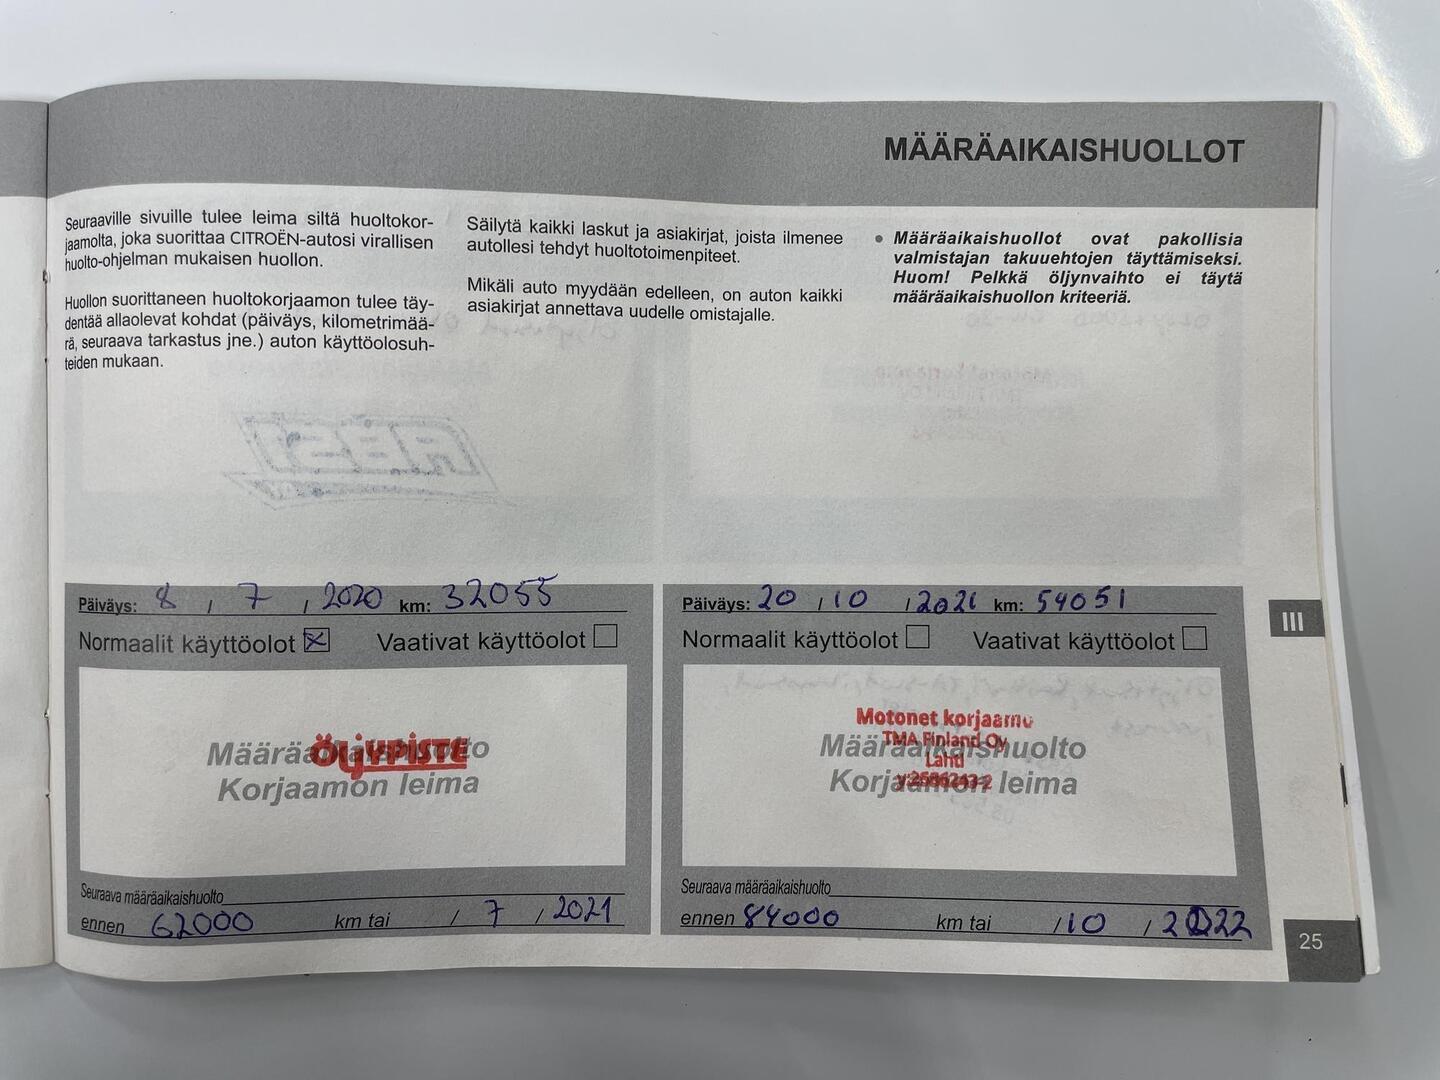 MÄÄRÄAIKAISHUOLLOT
Seuraaville sivuille tulee leima siltä huoltokor-
jaamolta, joka suorittaa CITROËN-autosi virallisen
huolto-ohjelman mukaisen huollon.
Huollon suorittaneen huoltokorjaamon tulee täy-
dentää allaolevat kohdat (päiväys, kilometrimää-
rä, seuraava tarkastus jne.) auton käyttöolosuh-
teiden mukaan.
Säilytä kaikki laskut ja asiakirjat, joista ilmenee
autollesi tehdyt huoltotoimenpiteet.
Mikäli auto myydään edelleen, on auton kaikki
asiakirjat annettava uudelle omistajalle.
• Määräaikaishuollot ovat pakollisia
valmistajan takuuehtojen täyttämiseksi.
Huom! Pelkkä öljynvaihto ei täytä
määräaikaishuollon kriteeriä.
Päiväys: 8 / 7 / 2020 km: 32055
Normaalit käyttöolot Vaativat käyttöolot
Määräaikaishuolto
ÖLJYPISTE
Korjaamon leima
Seuraava määräaikaishuolto
ennen 62000 km tai / 7 / 2021
Päiväys: 20 / 10 / 2021 km: 54051
Normaalit käyttöolot Vaativat käyttöolot
Motonet korjaamo
TMA Finland Oy
Määräaikaishuolto
Lahti
Korjaamon leima
Seuraava määräaikaishuolto
ennen 84000 km tai / 10 / 2022
III
25